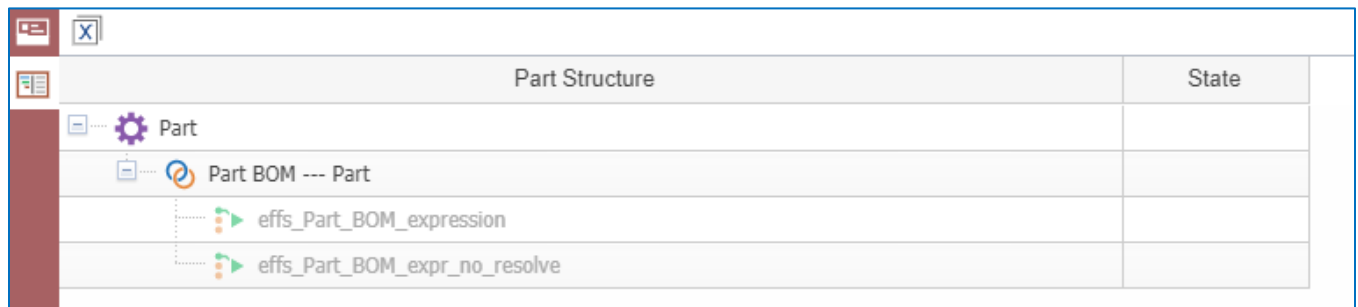 Part Structure State
Part
Part BOM --- Part
effs_Part_BOM_expression
effs_Part_BOM_expr_no_resolve